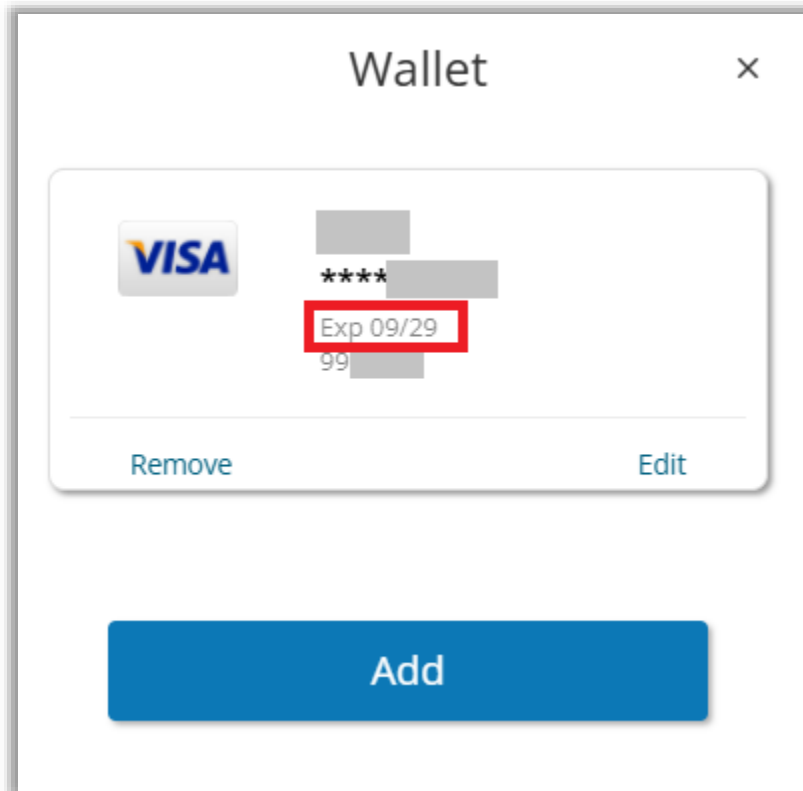 Wallet ×
VISA
****
Exp 09/29
99
Remove Edit
Add